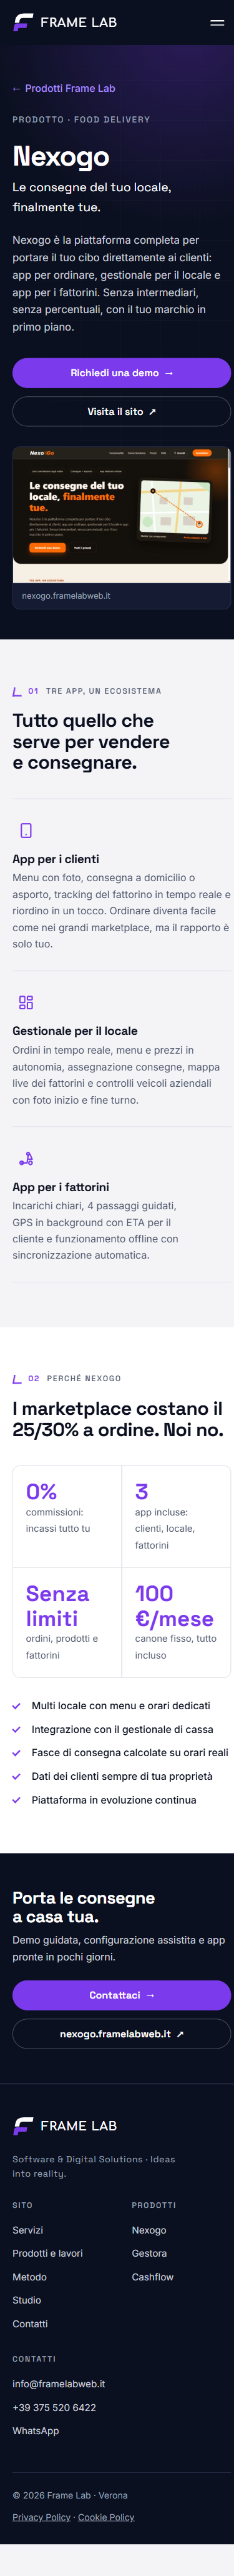 FRAME LAB
← Prodotti Frame Lab
PRODOTTO · FOOD DELIVERY
Nexogo
Le consegne del tuo locale,
finalmente tue.
Nexogo è la piattaforma completa per
portare il tuo cibo direttamente ai clienti:
app per ordinare, gestionale per il locale e
app per i fattorini. Senza intermediari,
senza percentuali, con il tuo marchio in
primo piano.
Richiedi una demo →
Visita il sito ↗
Le consegne del
tuo locale, finalmente
tue.
nexogo.framelabweb.it
01 TRE APP, UN ECOSISTEMA
Tutto quello che
serve per vendere
e consegnare.
App per i clienti
Menu con foto, consegna a domicilio o
asporto, tracking del fattorino in tempo reale e
riordino in un tocco. Ordinare diventa facile
come nei grandi marketplace, ma il rapporto è
solo tuo.
Gestionale per il locale
Ordini in tempo reale, menu e prezzi in
autonomia, assegnazione consegne, mappa
live dei fattorini e controlli veicoli aziendali
con foto inizio e fine turno.
App per i fattorini
Incarichi chiari, 4 passaggi guidati,
GPS in background con ETA per il
cliente e funzionamento offline con
sincronizzazione automatica.
02 PERCHÉ NEXOGO
I marketplace costano il
25/30% a ordine. Noi no.
0%
commissioni:
incassi tutto tu
3
app incluse:
clienti, locale,
fattorini
Senza
limiti
ordini, prodotti e
fattorini
100
€/mese
canone fisso, tutto
incluso
Multi locale con menu e orari dedicati
Integrazione con il gestionale di cassa
Fasce di consegna calcolate su orari reali
Dati dei clienti sempre di tua proprietà
Piattaforma in evoluzione continua
Porta le consegne
a casa tua.
Demo guidata, configurazione assistita e app
pronte in pochi giorni.
Contattaci →
nexogo.framelabweb.it ↗
FRAME LAB
Software & Digital Solutions · Ideas
into reality.
SITO
Servizi
Prodotti e lavori
Metodo
Studio
Contatti
PRODOTTI
Nexogo
Gestora
Cashflow
CONTATTI
info@framelabweb.it
+39 375 520 6422
WhatsApp
© 2026 Frame Lab · Verona
Privacy Policy · Cookie Policy